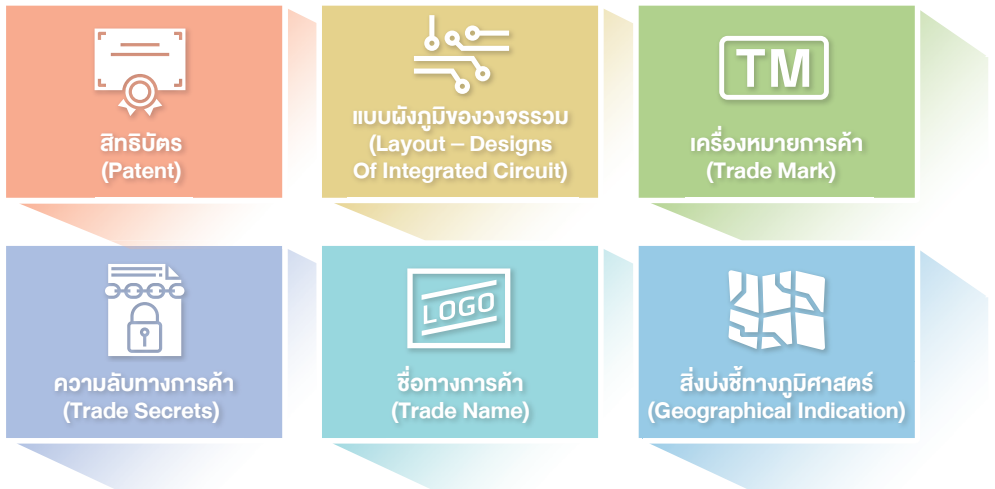 สิทธิบัตร
(Patent)
แบบผังภูมิของวงจรรวม
(Layout – Designs
Of Integrated Circuit)
TM
เครื่องหมายการค้า
(Trade Mark)
ความลับทางการค้า
(Trade Secrets)
LOGO
ชื่อทางการค้า
(Trade Name)
สิ่งบ่งชี้ทางภูมิศาสตร์
(Geographical Indication)